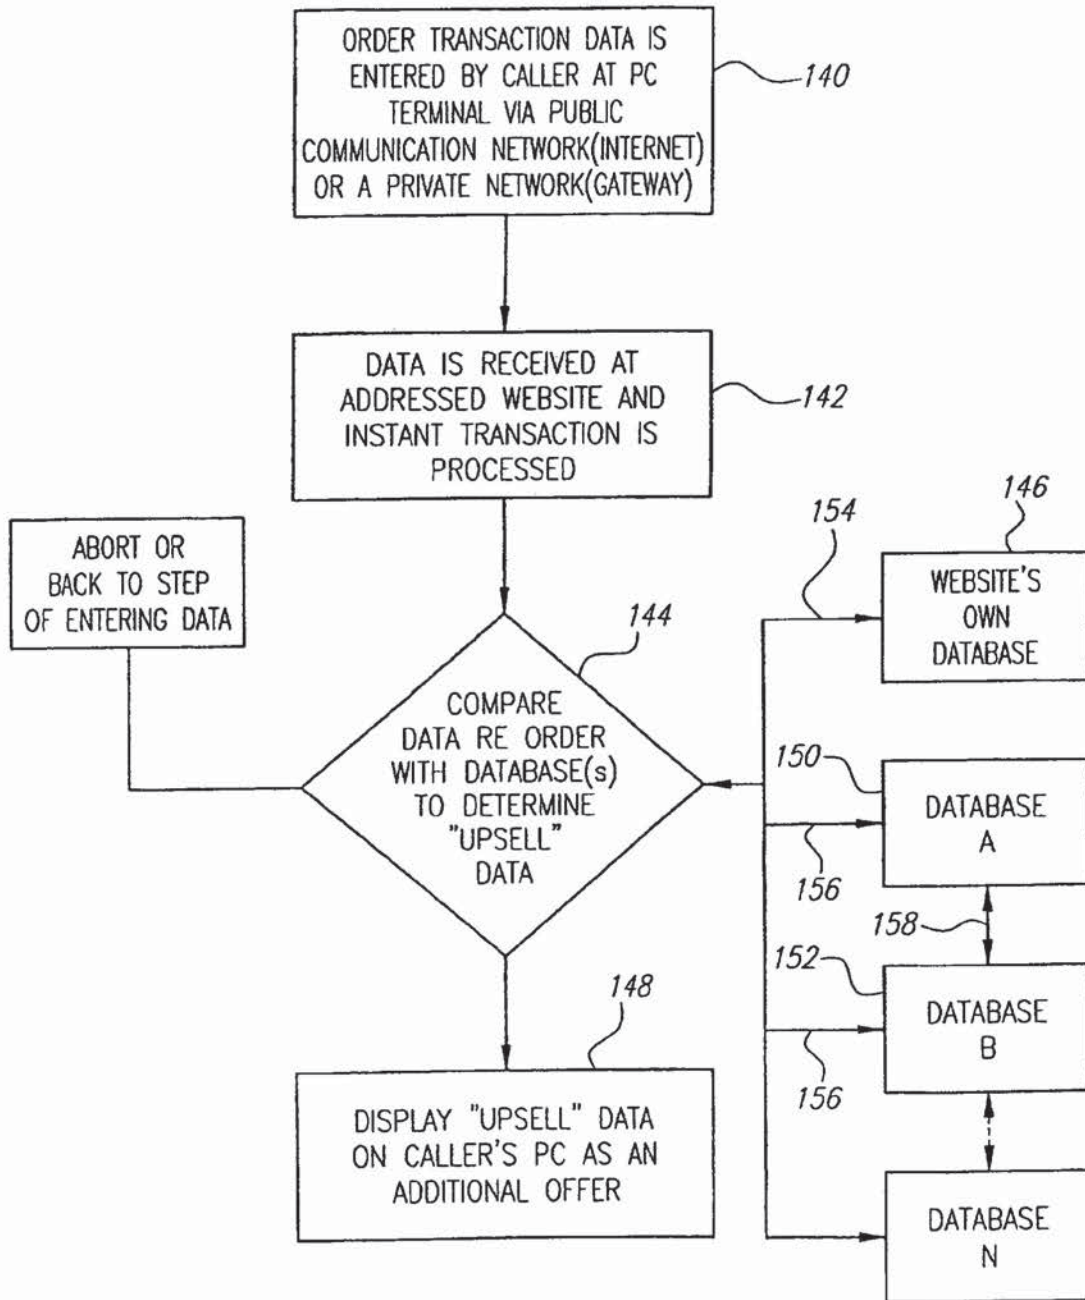 ORDER TRANSACTION DATA IS
ENTERED BY CALLER AT PC
TERMINAL VIA PUBLIC
COMMUNICATION NETWORK(INTERNET)
OR A PRIVATE NETWORK(GATEWAY)
140
DATA IS RECEIVED AT
ADDRESSED WEBSITE AND
INSTANT TRANSACTION IS
PROCESSED
142
ABORT OR
BACK TO STEP
OF ENTERING DATA
144
COMPARE
DATA RE ORDER
WITH DATABASE(s)
TO DETERMINE
"UPSELL"
DATA
154
146
WEBSITE'S
OWN
DATABASE
150
DATABASE
A
156
158
152
DATABASE
B
156
DATABASE
N
148
DISPLAY "UPSELL" DATA
ON CALLER'S PC AS AN
ADDITIONAL OFFER